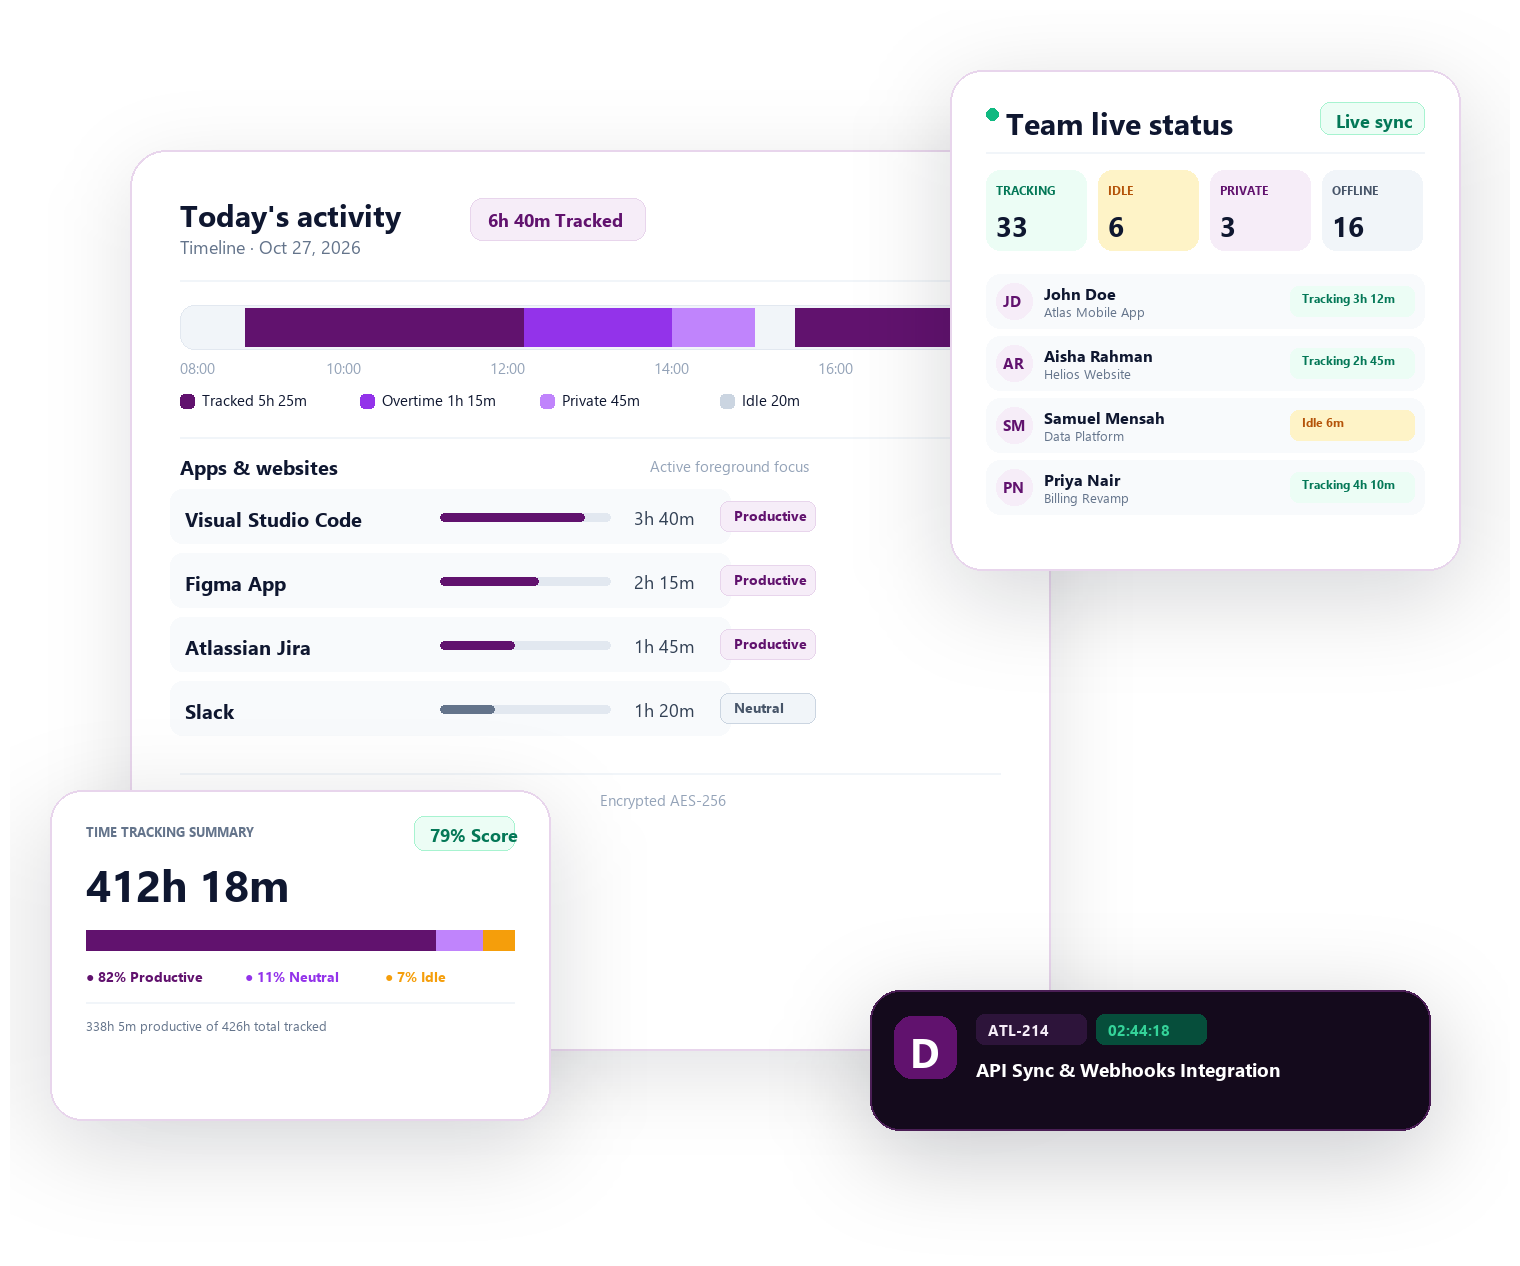 Today's activity
6h 40m Tracked
Timeline · Oct 27, 2026
08:00 10:00 12:00 14:00 16:00
Tracked 5h 25m Overtime 1h 15m Private 45m Idle 20m
Apps & websites Active foreground focus
Visual Studio Code 3h 40m Productive
Figma App 2h 15m Productive
Atlassian Jira 1h 45m Productive
Slack 1h 20m Neutral
Encrypted AES-256
Team live status Live sync
TRACKING IDLE PRIVATE OFFLINE
33 6 3 16
JD John Doe Tracking 3h 12m
Atlas Mobile App
AR Aisha Rahman Tracking 2h 45m
Helios Website
SM Samuel Mensah Idle 6m
Data Platform
PN Priya Nair Tracking 4h 10m
Billing Revamp
TIME TRACKING SUMMARY 79% Score
412h 18m
● 82% Productive ● 11% Neutral ● 7% Idle
338h 5m productive of 426h total tracked
D ATL-214 02:44:18
API Sync & Webhooks Integration